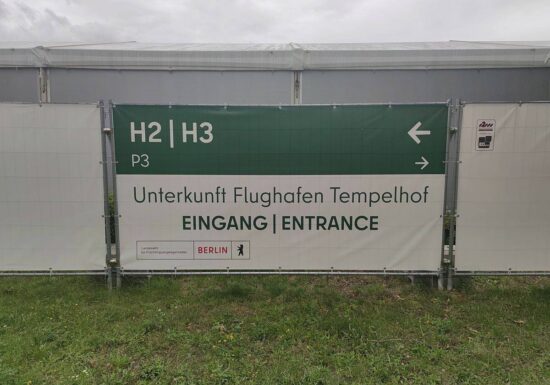 H2 | H3 ←
P3 →
Unterkunft Flughafen Tempelhof
EINGANG | ENTRANCE
BERLIN